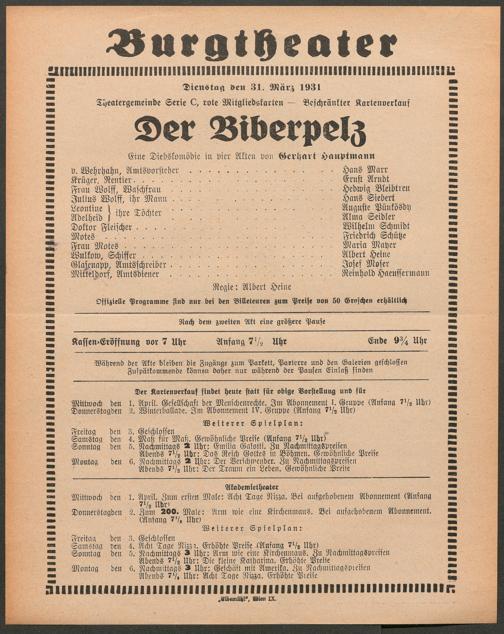 Burgtheater
Dienstag den 31. März 1931
Theatergemeinde Serie C, rote Mitgliedskarten — Beschränkter Kartenverkauf
Der Biberpelz
Eine Diebskomödie in vier Akten von Gerhart Hauptmann
v. Wehrhahn, Amtsvorsteher . . . Hans Marr
Krüger, Rentier . . . Ernst Arndt
Frau Wolff, Waschfrau . . . Hedwig Bleibtreu
Julius Wolff, ihr Mann . . . Hans Siebert
Leontine } ihre Töchter . . . Auguste Pünkösdy
Adelheid } . . . Alma Seidler
Doktor Fleischer . . . Wilhelm Schmidt
Motes . . . Friedrich Schütze
Frau Motes . . . Maria Mayer
Wulkow, Schiffer . . . Albert Heine
Glasenapp, Amtsschreiber . . . Josef Moser
Mitteldorf, Amtsdiener . . . Reinhold Haeussermann
Regie: Albert Heine
Offizielle Programme sind nur bei den Billeteuren zum Preise von 50 Groschen erhältlich
Nach dem zweiten Akt eine größere Pause
Kassen-Eröffnung vor 7 Uhr Anfang 7½ Uhr Ende 9¾ Uhr
Während der Akte bleiben die Zugänge zum Parkett, Parterre und den Galerien geschlossen
Zuspätkommende können daher nur während der Pausen Einlaß finden
Der Kartenverkauf findet heute statt für obige Vorstellung und für
Mittwoch den 1. April. Gesellschaft der Menschenrechte. Im Abonnement I. Gruppe (Anfang 7½ Uhr)
Donnerstag den 2. Winterballade. Im Abonnement IV. Gruppe (Anfang 7½ Uhr)
Weiterer Spielplan:
Freitag den 3. Geschlossen
Samstag den 4. Maß für Maß. Gewöhnliche Preise (Anfang 7½ Uhr)
Sonntag den 5. Nachmittags 2 Uhr: Emilia Galotti. Zu Nachmittagspreisen
Abends 7½ Uhr: Das Reich Gottes in Böhmen. Gewöhnliche Preise
Montag den 6. Nachmittags 2 Uhr: Der Verschwender. Zu Nachmittagspreisen
Abends 7½ Uhr: Der Traum ein Leben. Gewöhnliche Preise
Akademietheater
Mittwoch den 1. April. Zum ersten Male: Acht Tage Nizza. Bei aufgehobenem Abonnement (Anfang
7½ Uhr)
Donnerstag den 2. Zum 200. Male: Arm wie eine Kirchenmaus. Bei aufgehobenem Abonnement.
(Anfang 7½ Uhr)
Weiterer Spielplan:
Freitag den 3. Geschlossen
Samstag den 4. Acht Tage Nizza. Erhöhte Preise (Anfang 7½ Uhr)
Sonntag den 5. Nachmittags 3 Uhr: Arm wie eine Kirchenmaus. Zu Nachmittagspreisen
Abends 7½ Uhr: Die kleine Katharina. Erhöhte Preise
Montag den 6. Nachmittags 3 Uhr: Geschäft mit Amerika. Zu Nachmittagspreisen
Abends 7½ Uhr: Acht Tage Nizza. Erhöhte Preise
„Elbemühl“, Wien IX.